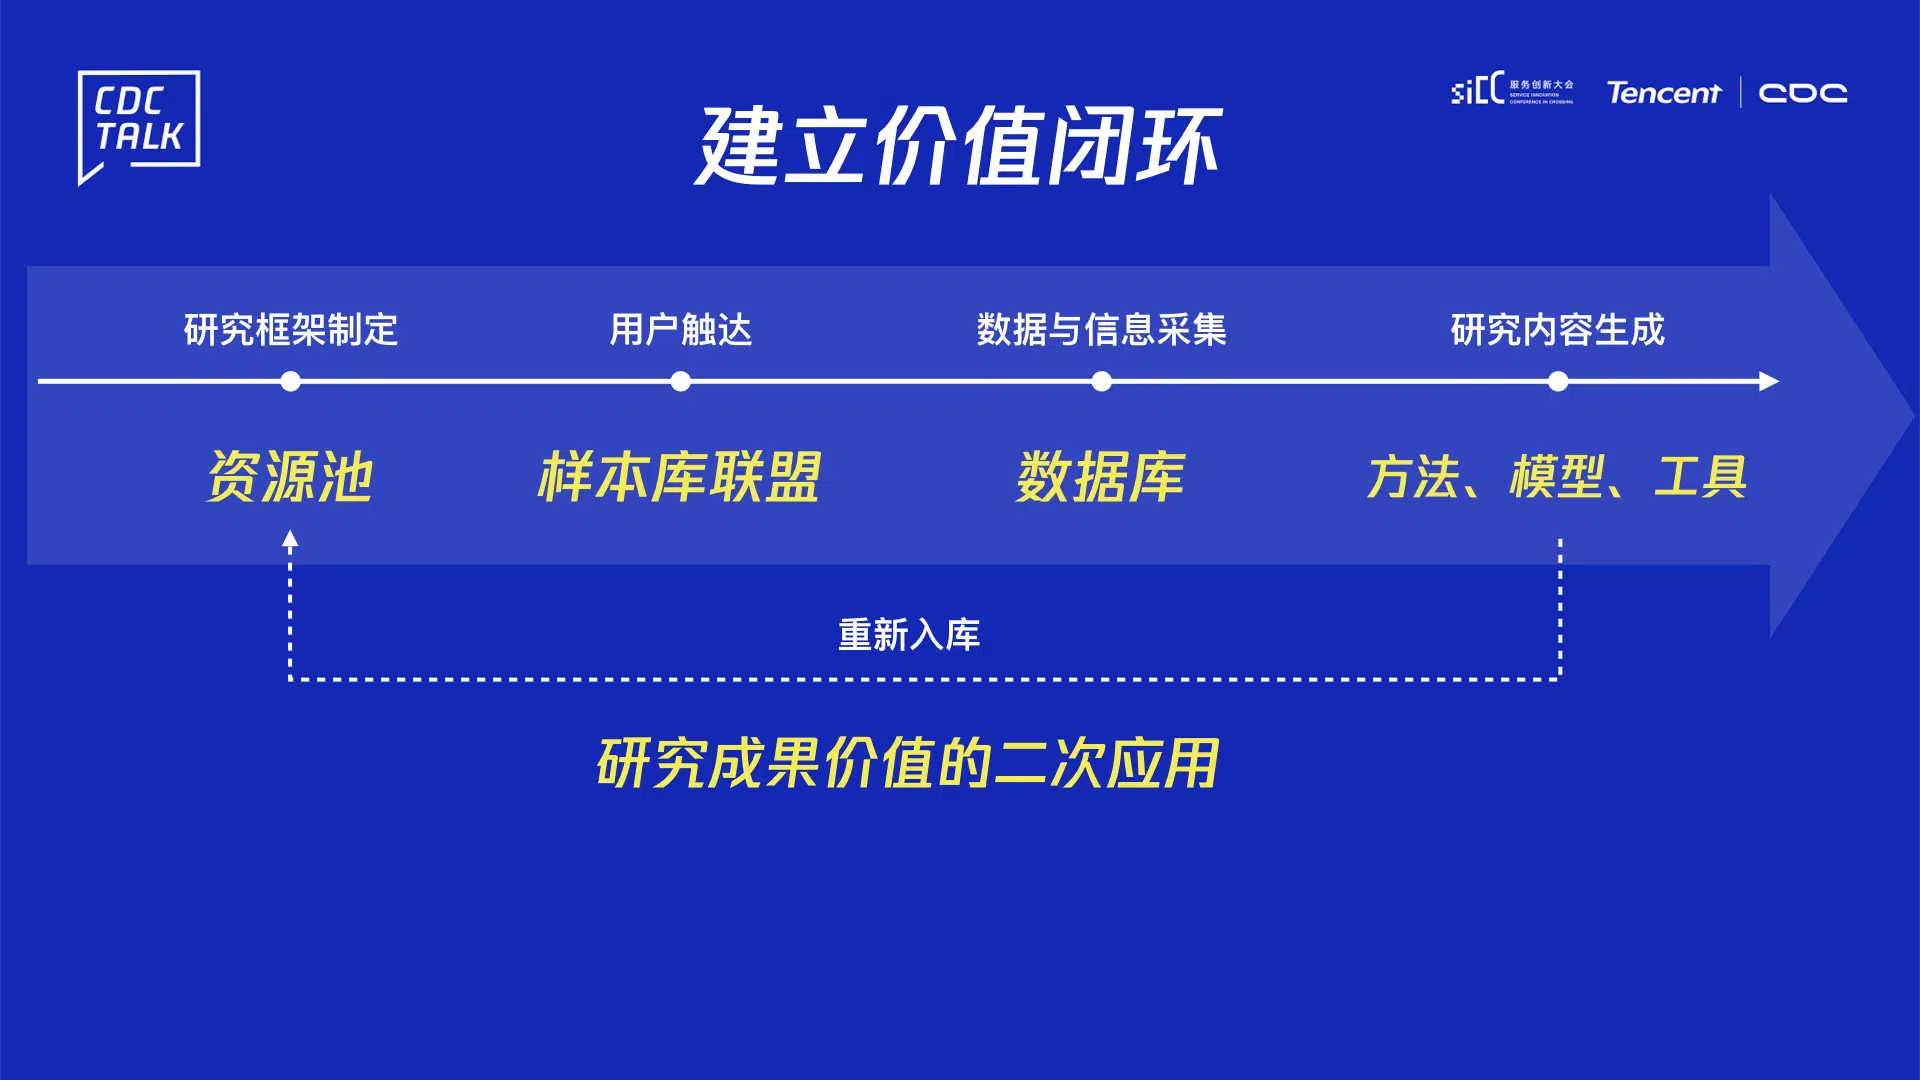 CDC
TALK
服务创新大会
SERVICE INNOVATION
CONFERENCE IN CROSSING
Tencent
CDC
建立价值闭环
研究框架制定
用户触达
数据与信息采集
研究内容生成
资源池
样本库联盟
数据库
方法、模型、工具
重新入库
研究成果价值的二次应用